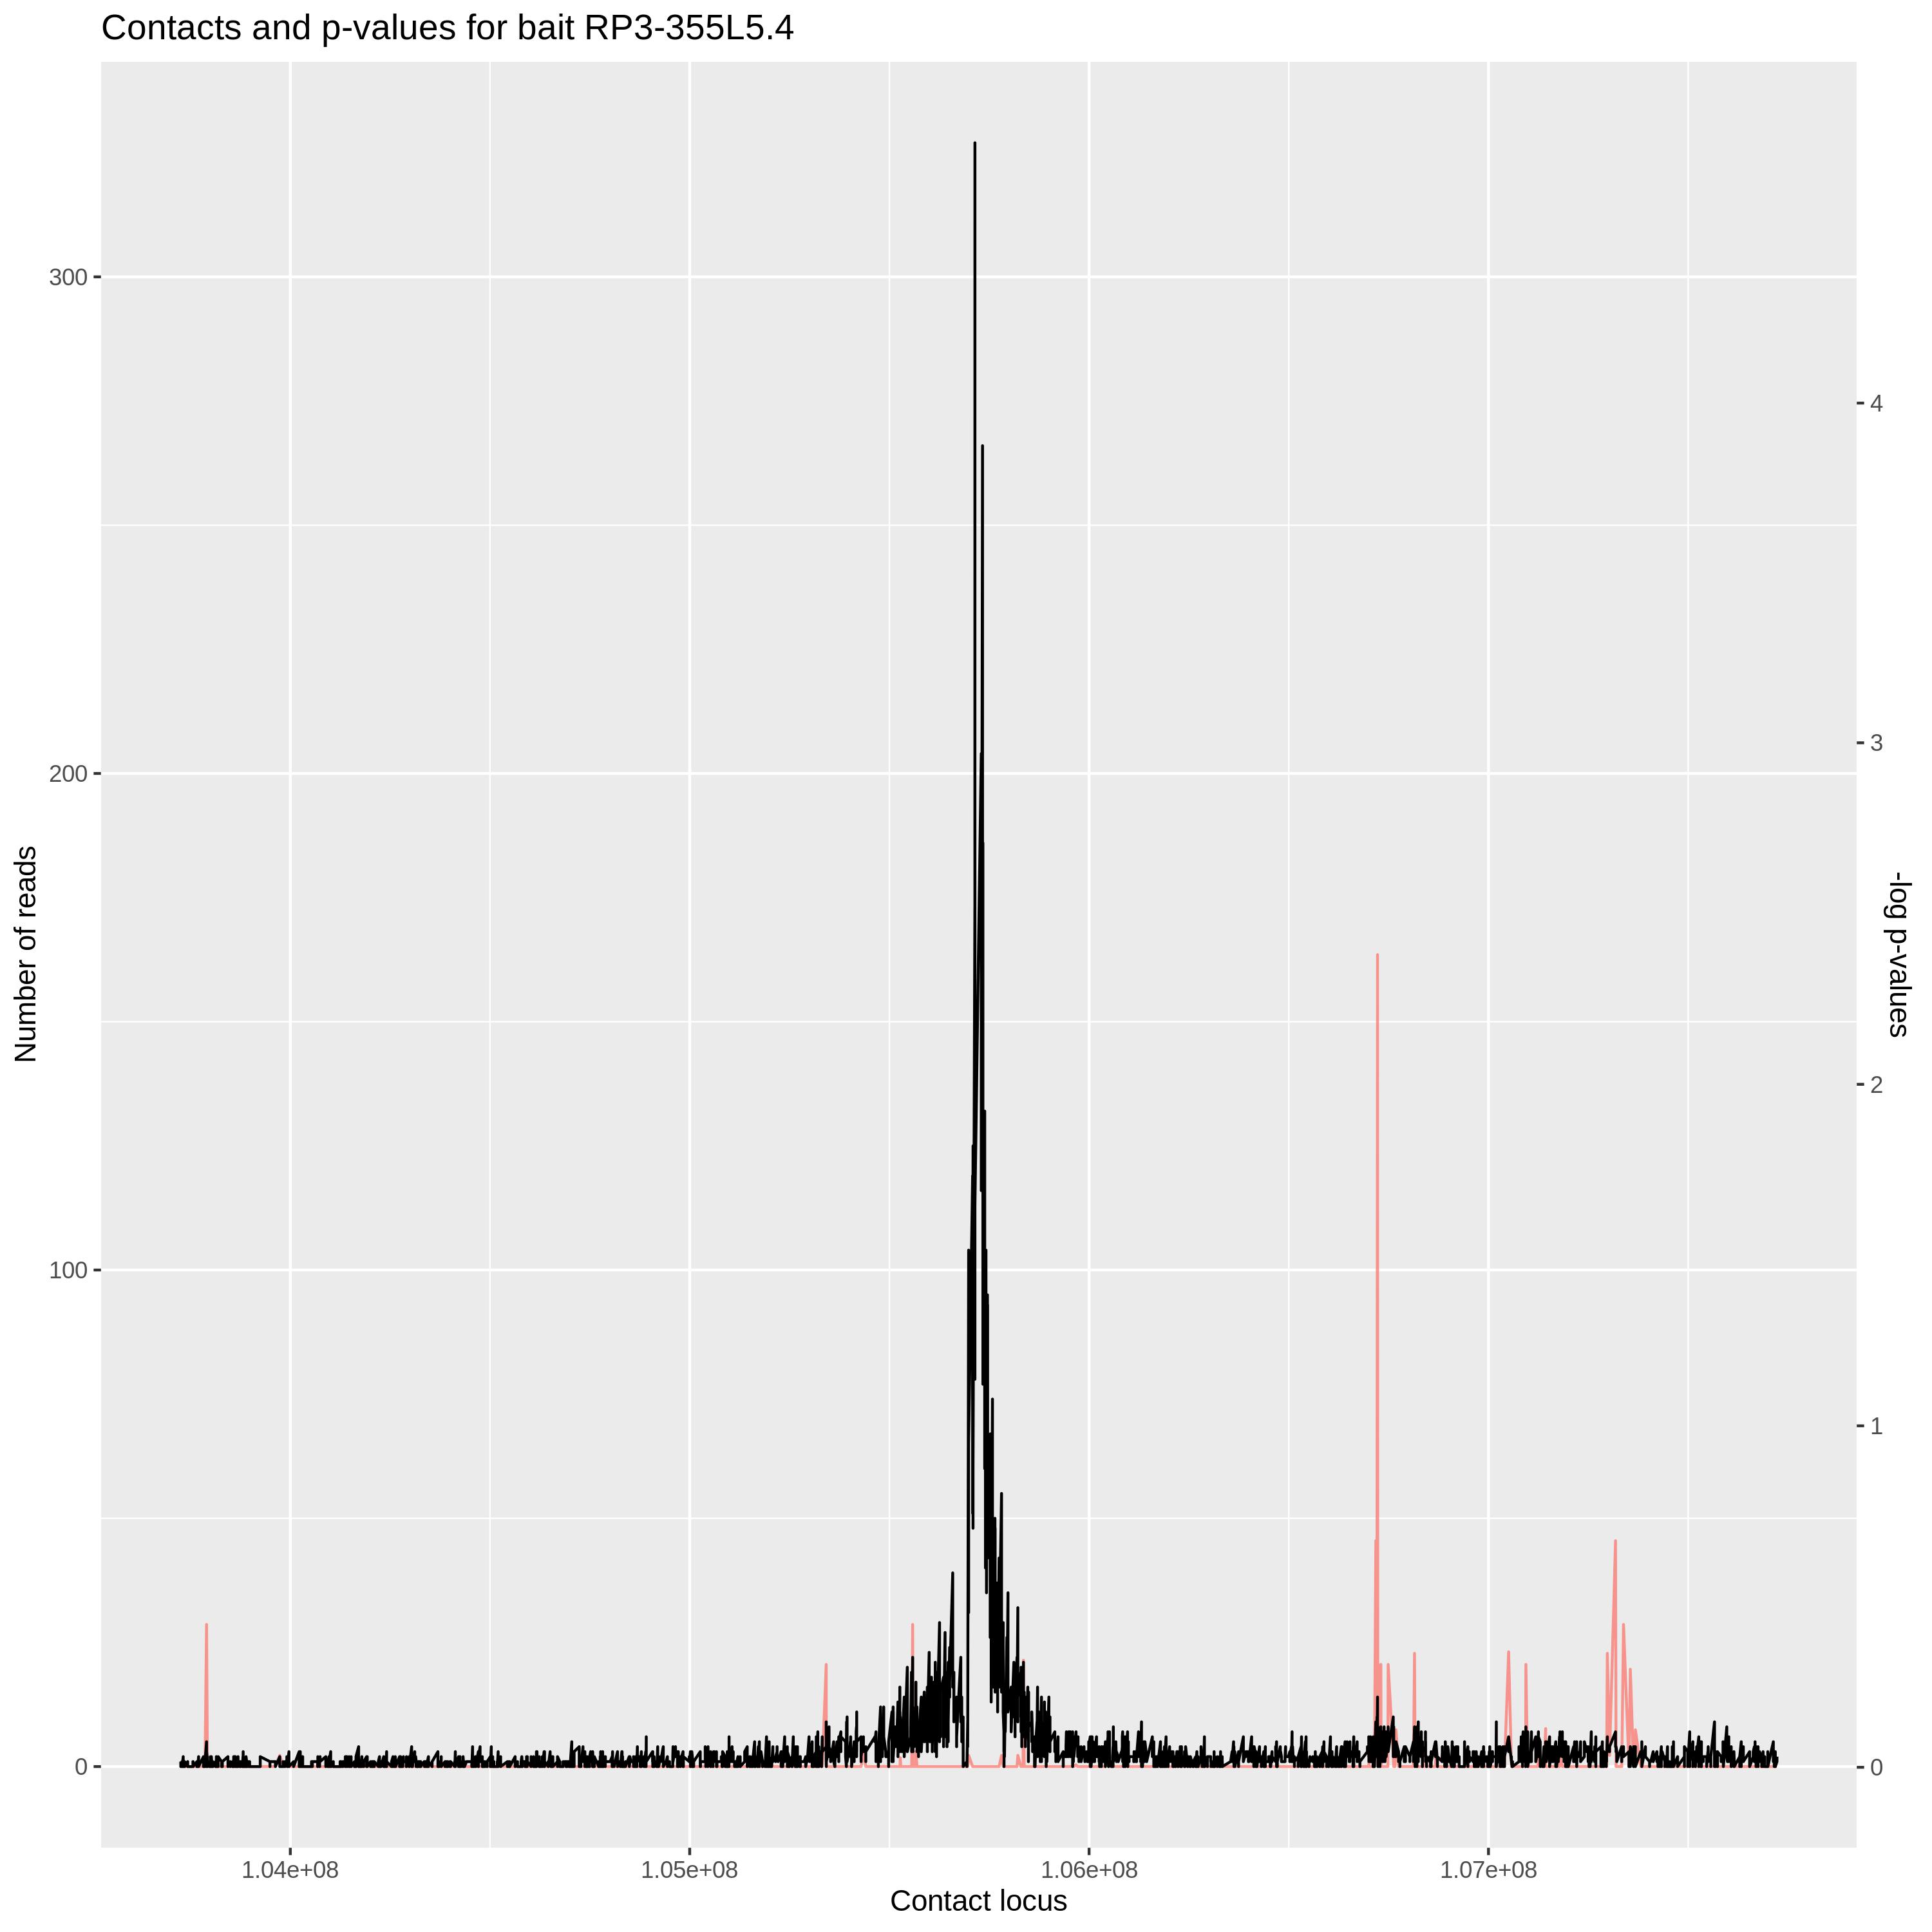 Contacts and p-values for bait RP3-355L5.4
300
200
100
0
Number of reads
4
3
2
1
0
-log p-values
1.04e+08
1.05e+08
1.06e+08
1.07e+08
Contact locus